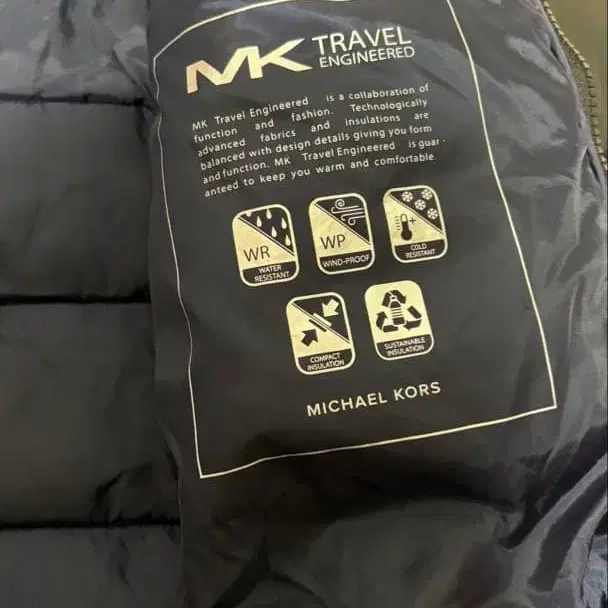 MK TRAVEL
ENGINEERED
MK Travel Engineered is a collaboration of
function and fashion. Technologically
advanced fabrics and insulations are
balanced with design details giving you form
and function. MK Travel Engineered is guar-
anteed to keep you warm and comfortable.
WR
WATER
RESISTANT
WP
WIND-PROOF
+
COLD
RESISTANT
COMPACT
INSULATION
SUSTAINABLE
INSULATION
MICHAEL KORS